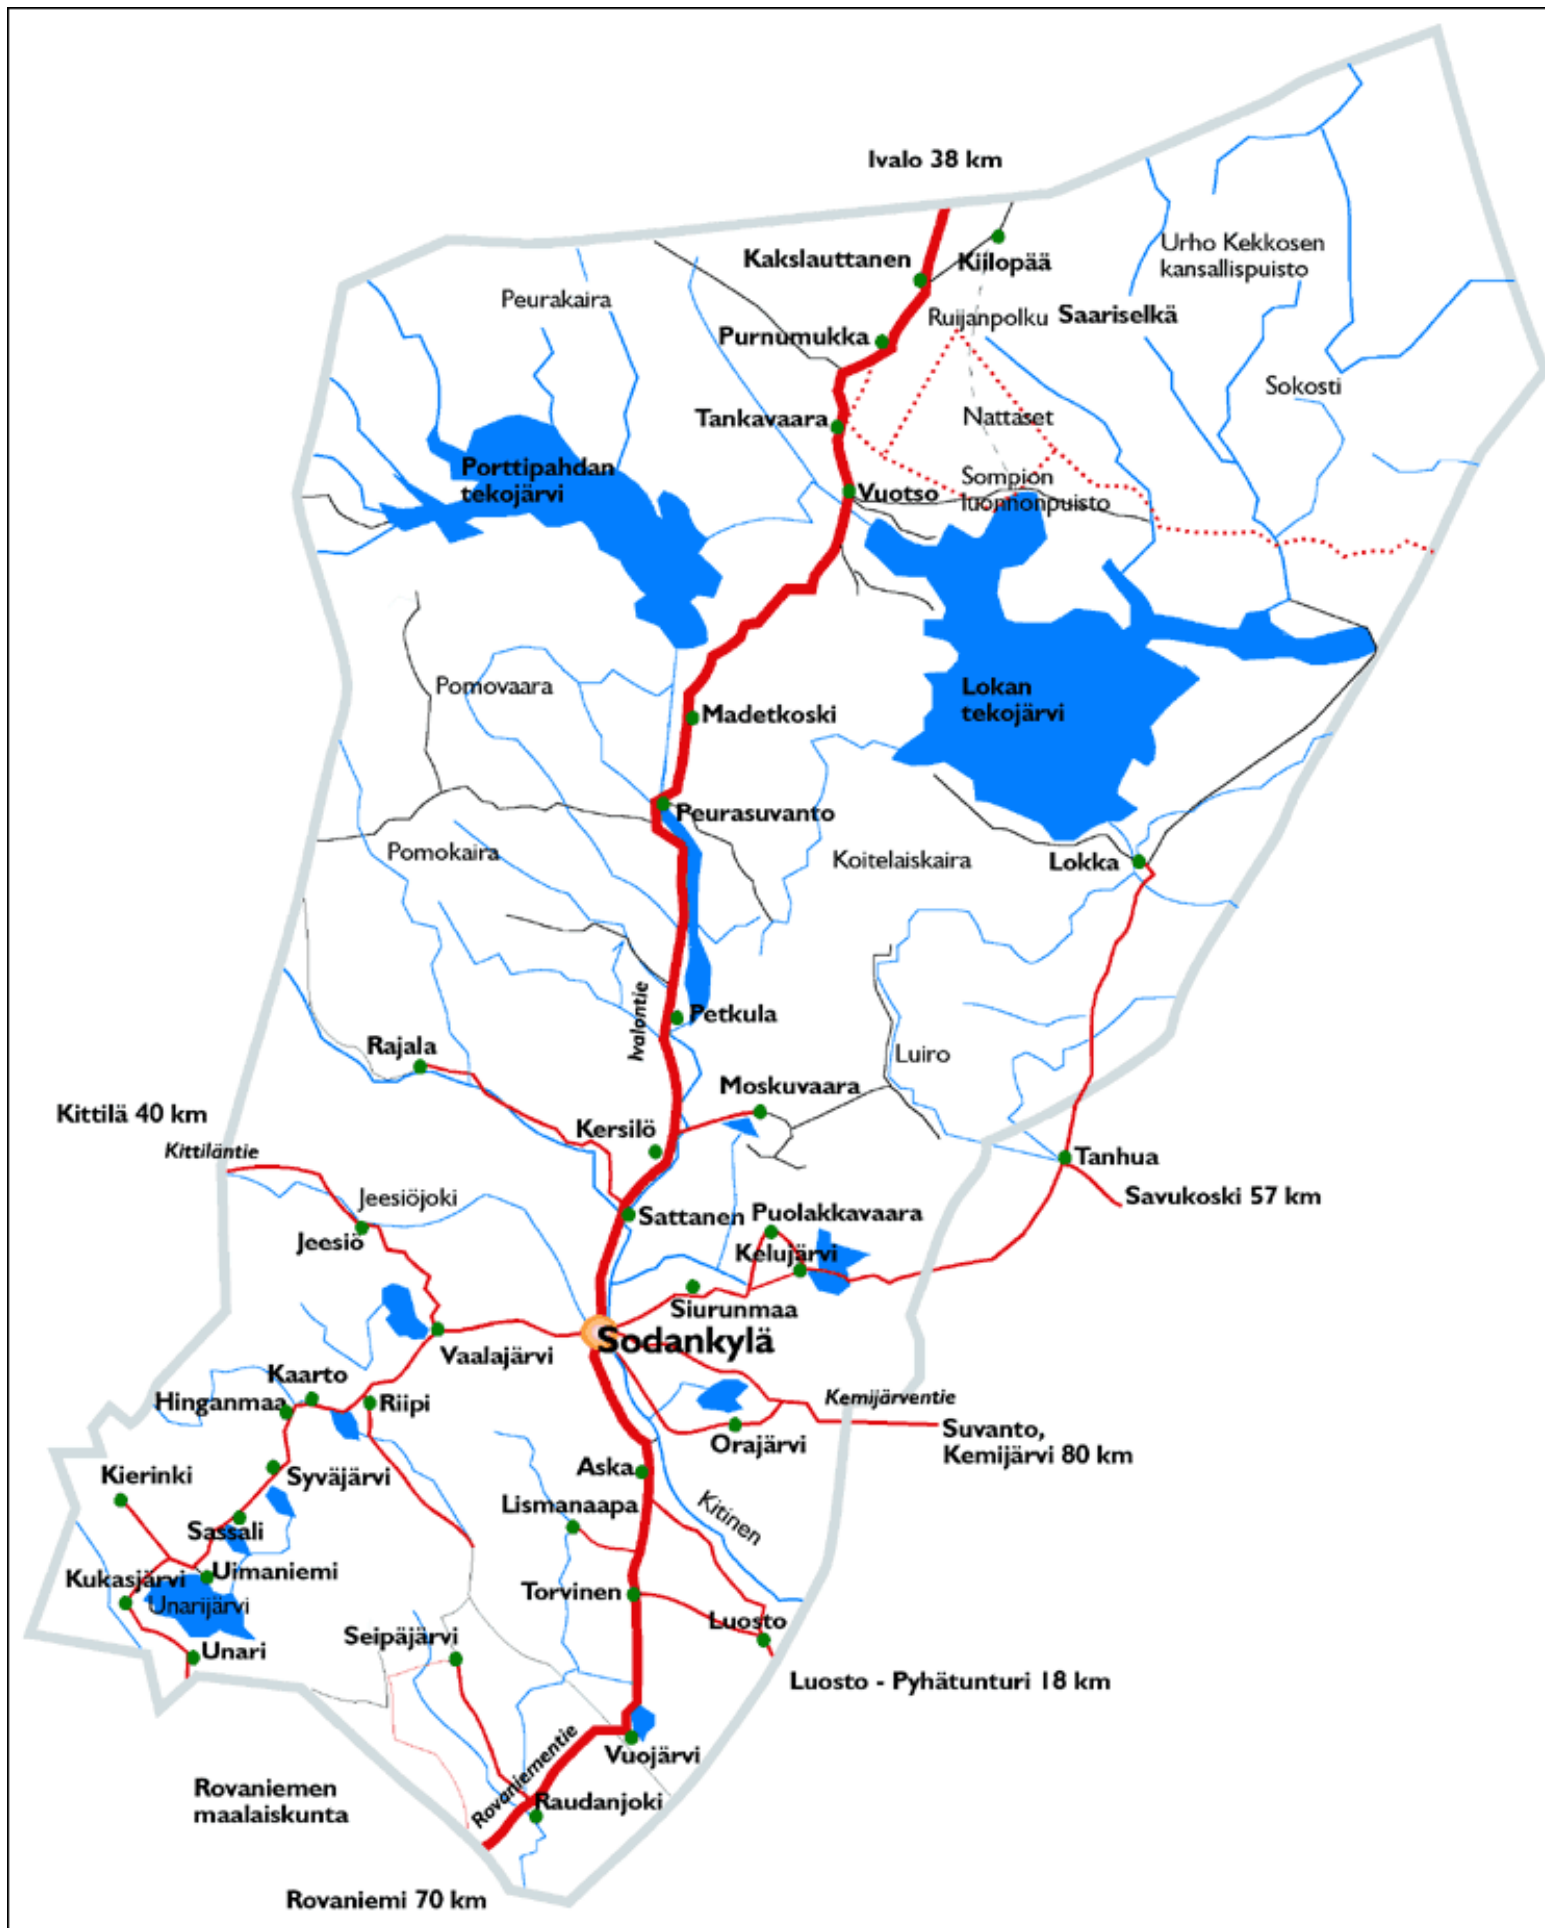 Ivalo 38 km
Urho Kekkosen
kansallispuisto
Kakslauttanen
Kiilopää
Peurakaira
Ruijanpolku
Saariselkä
Purnumukka
Sokosti
Tankavaara
Nattaset
Porttipahdan
tekojärvi
Sompion
luonnonpuisto
Vuotso
Pomovaara
Lokan
tekojärvi
Madetkoski
Peurasuvanto
Pomokaira
Koitelaiskaira
Lokka
Ivalontie
Petkula
Rajala
Luiro
Moskuvaara
Kittilä 40 km
Kersilö
Kittiläntie
Tanhua
Jeesiöjoki
Savukoski 57 km
Sattanen
Puolakkavaara
Jeesiö
Kelujärvi
Siurunmaa
Sodankylä
Vaalajärvi
Kaarto
Hinganmaa
Riipi
Kemijärventie
Orajärvi
Suvanto,
Kemijärvi 80 km
Kierinki
Syväjärvi
Aska
Lismanaapa
Kitinen
Sassali
Uimaniemi
Kukasjärvi
Unarijärvi
Torvinen
Luosto
Seipäjärvi
Unari
Luosto - Pyhätunturi 18 km
Vuojärvi
Rovaniementie
Rovaniemen
maalaiskunta
Raudanjoki
Rovaniemi 70 km